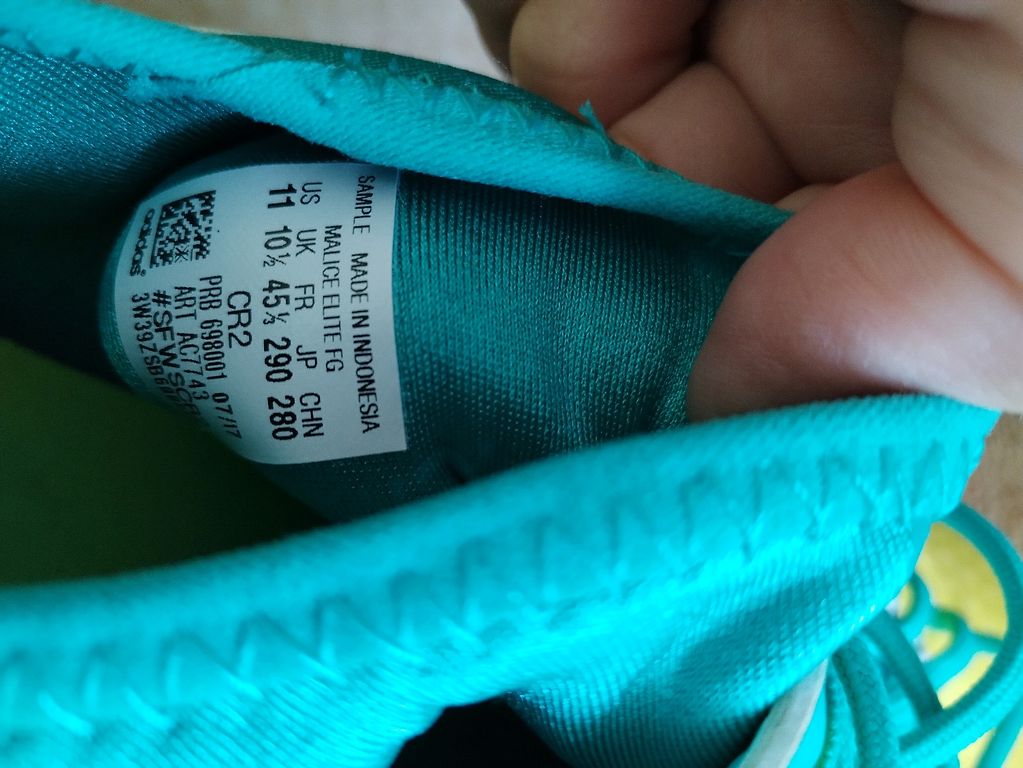 SAMPLE MADE IN INDONESIA
MALICE ELITE FG
US UK FR JP CHN
11 10½ 45⅓ 290 280
CR2
PRB 698001 07/17
ART AC7743
adidas